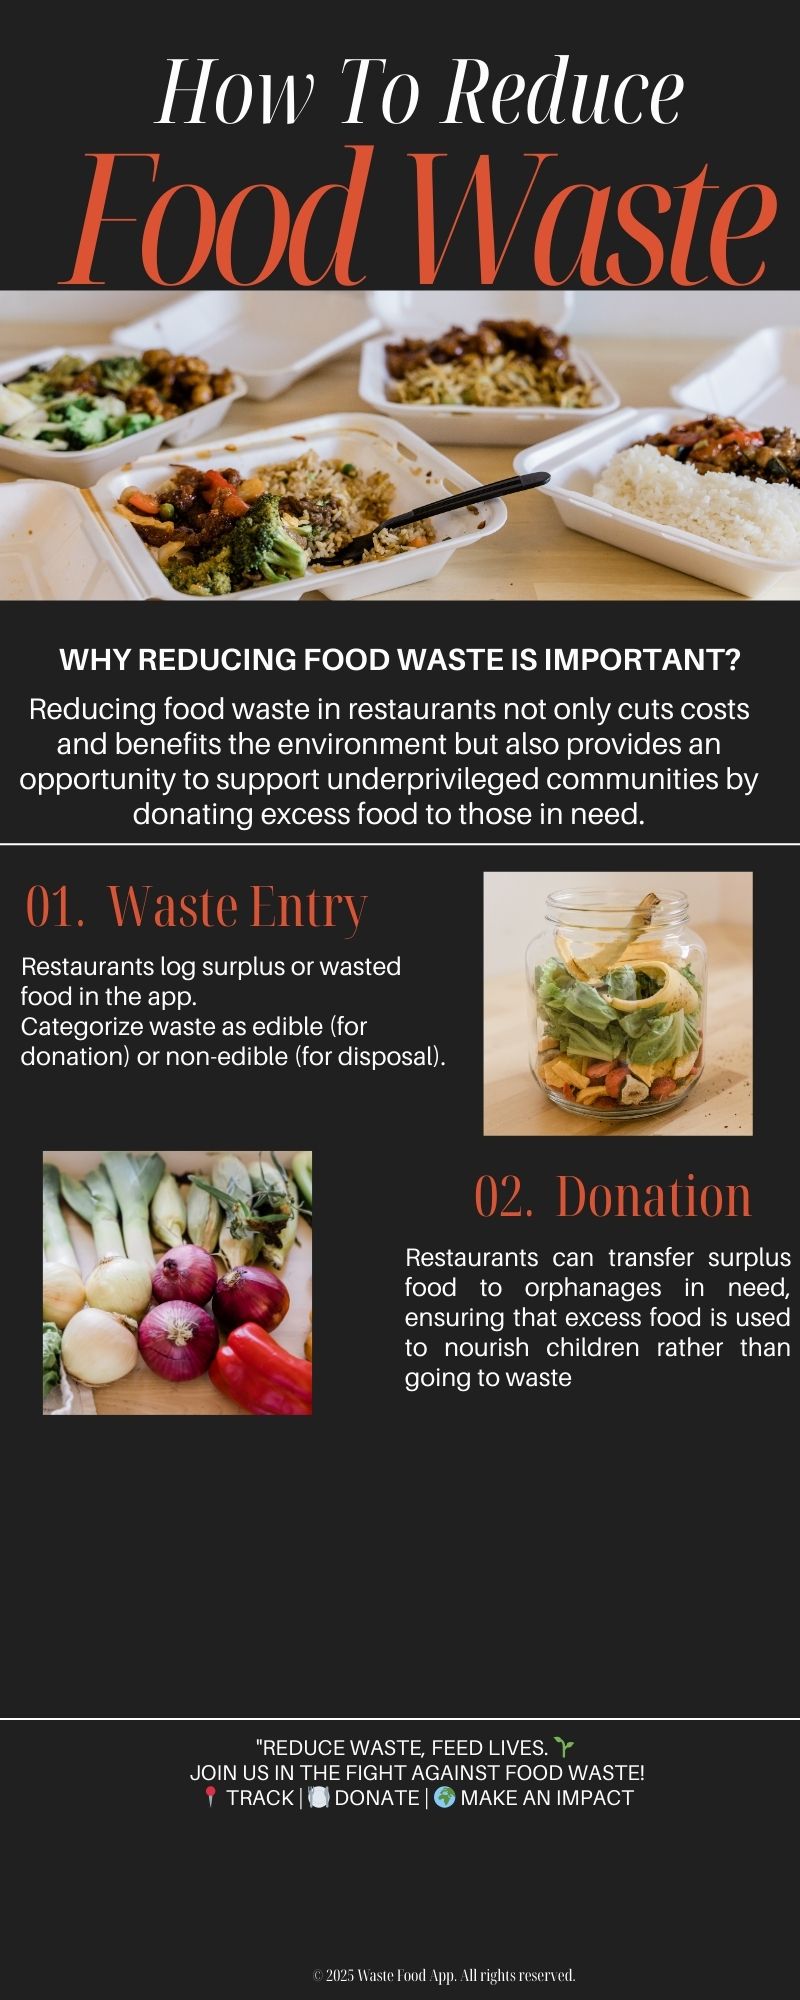 How To Reduce
Food Waste
WHY REDUCING FOOD WASTE IS IMPORTANT?
Reducing food waste in restaurants not only cuts costs
and benefits the environment but also provides an
opportunity to support underprivileged communities by
donating excess food to those in need.
01. Waste Entry
Restaurants log surplus or wasted
food in the app.
Categorize waste as edible (for
donation) or non-edible (for disposal).
02. Donation
Restaurants can transfer surplus
food to orphanages in need,
ensuring that excess food is used
to nourish children rather than
going to waste
"REDUCE WASTE, FEED LIVES. 🌱
JOIN US IN THE FIGHT AGAINST FOOD WASTE!
📍 TRACK | 🍽️ DONATE | 🌍 MAKE AN IMPACT
© 2025 Waste Food App. All rights reserved.